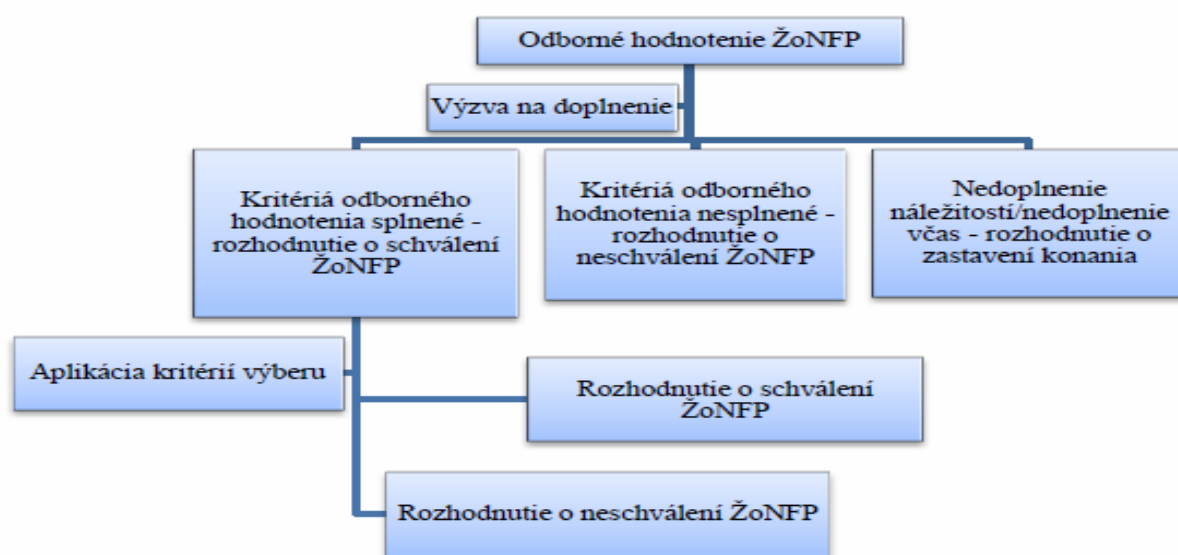 Odborné hodnotenie ŽoNFP
Výzva na doplnenie
Kritériá odborného
hodnotenia splnené -
rozhodnutie o schválení
ŽoNFP
Kritériá odborného
hodnotenia nesplnené -
rozhodnutie o
neschválení ŽoNFP
Nedoplnenie
náležitostí/nedoplnenie
včas - rozhodnutie o
zastavení konania
Aplikácia kritérií výberu
Rozhodnutie o schválení
ŽoNFP
Rozhodnutie o neschválení ŽoNFP